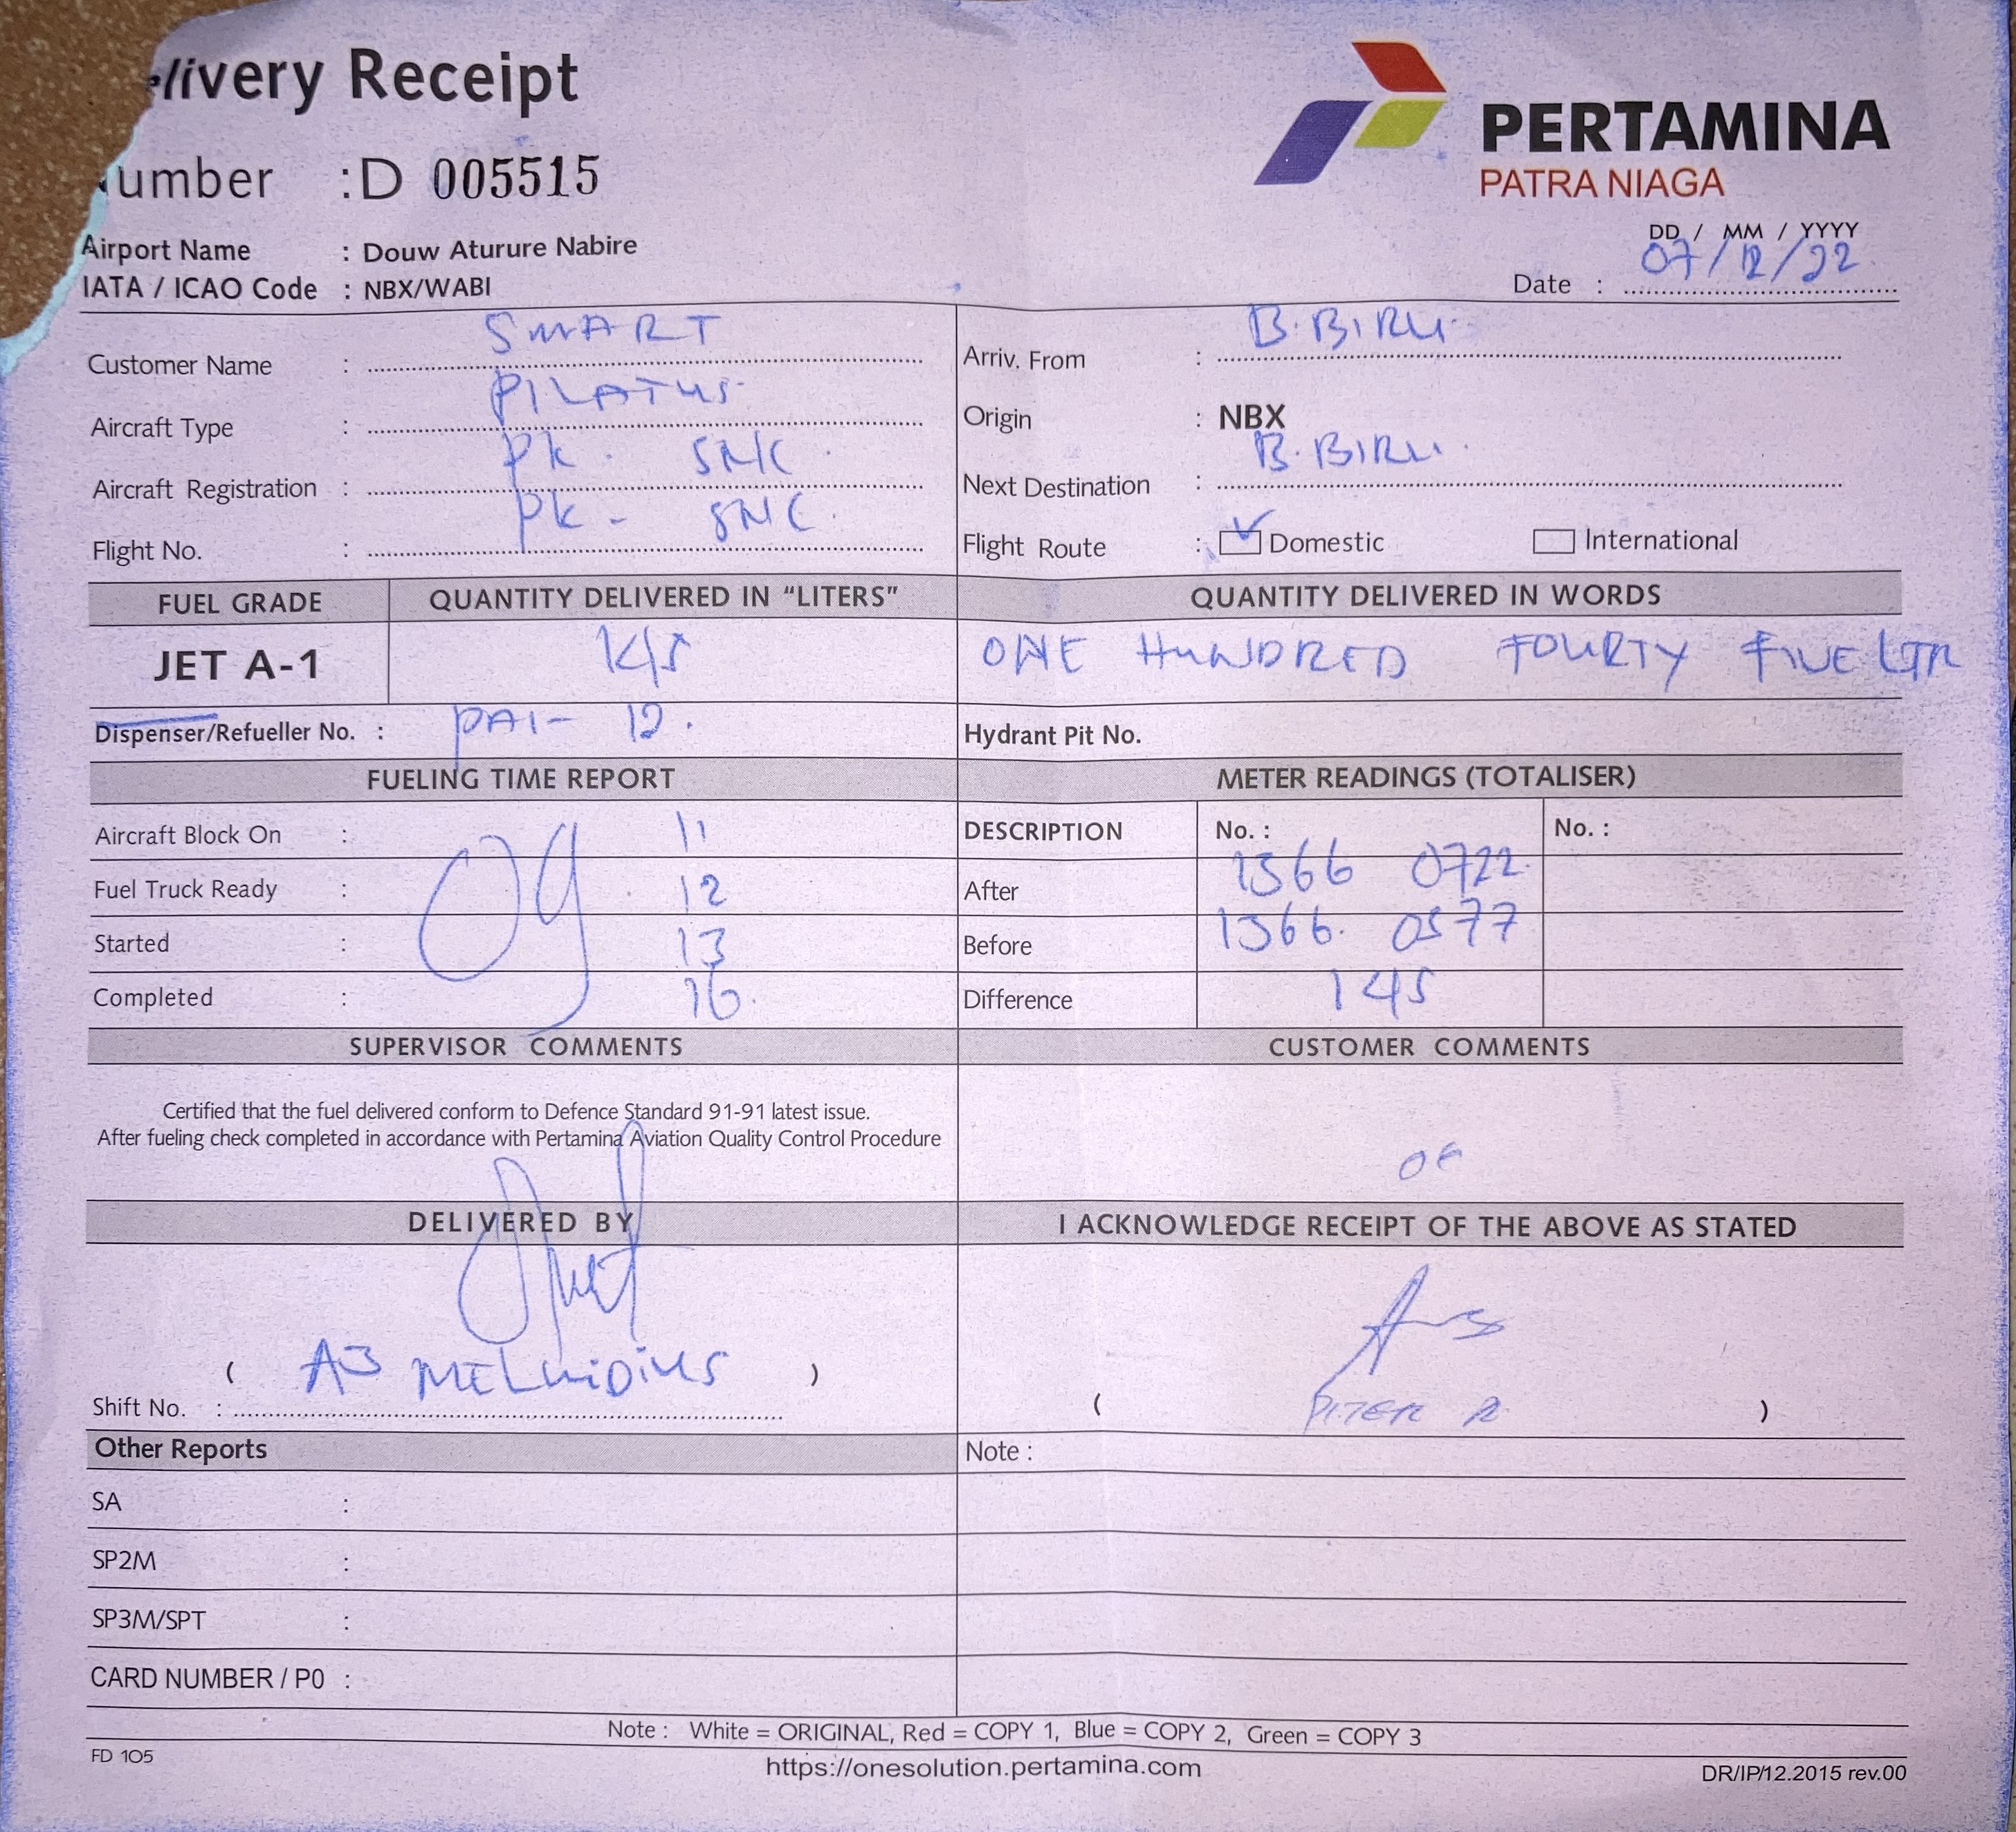 elivery Receipt
umber : D 005515
PERTAMINA
PATRA NIAGA
Airport Name : Douw Aturure Nabire
IATA / ICAO Code : NBX/WABI
DD / MM / YYYY
Date : 07/12/22
Customer Name : SMART
Aircraft Type : PILATUS
Aircraft Registration : PK - SNC
Flight No. : PK - SNC
Arriv. From : B. BIRU
Origin : NBX
Next Destination : B. BIRU
Flight Route : Domestic International
FUEL GRADE QUANTITY DELIVERED IN “LITERS” QUANTITY DELIVERED IN WORDS
JET A-1 145 ONE HUNDRED FOURTY FIVE LTR
Dispenser/Refueller No. : PAI- 12. Hydrant Pit No.
FUELING TIME REPORT METER READINGS (TOTALISER)
Aircraft Block On : 09 11
Fuel Truck Ready : 12
Started : 13
Completed : 16
DESCRIPTION No. : No. :
After 1366 0722
Before 1366 0577
Difference 145
SUPERVISOR COMMENTS
Certified that the fuel delivered conform to Defence Standard 91-91 latest issue.
After fueling check completed in accordance with Pertamina Aviation Quality Control Procedure
CUSTOMER COMMENTS
DELIVERED BY
( )
Shift No. :
I ACKNOWLEDGE RECEIPT OF THE ABOVE AS STATED
( PITER )
Other Reports Note :
SA :
SP2M :
SP3M/SPT :
CARD NUMBER / P0 :
Note : White = ORIGINAL, Red = COPY 1, Blue = COPY 2, Green = COPY 3
FD 105 https://onesolution.pertamina.com DR/IP/12.2015 rev.00